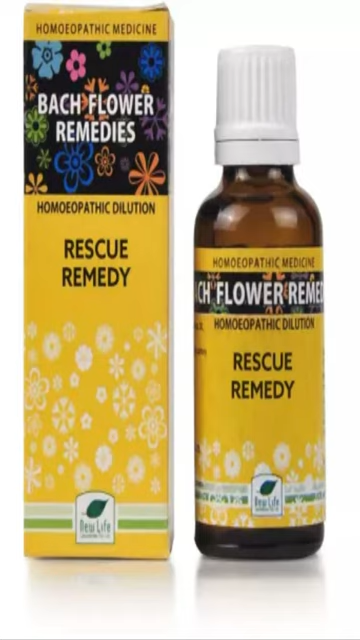 HOMOEOPATHIC MEDICINE
BACH FLOWER
REMEDIES
HOMOEOPATHIC DILUTION
RESCUE
REMEDY
New Life
HOMOEOPATHIC MEDICINE
CH FLOWER REMED
HOMOEOPATHIC DILUTION
RESCUE
REMEDY
New Life